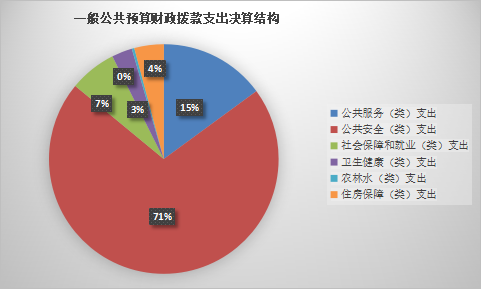 一般公共预算财政拨款支出决算结构
0%
4%
7%
3%
15%
71%
公共服务（类）支出
公共安全（类）支出
社会保障和就业（类）支出
卫生健康（类）支出
农林水（类）支出
住房保障（类）支出